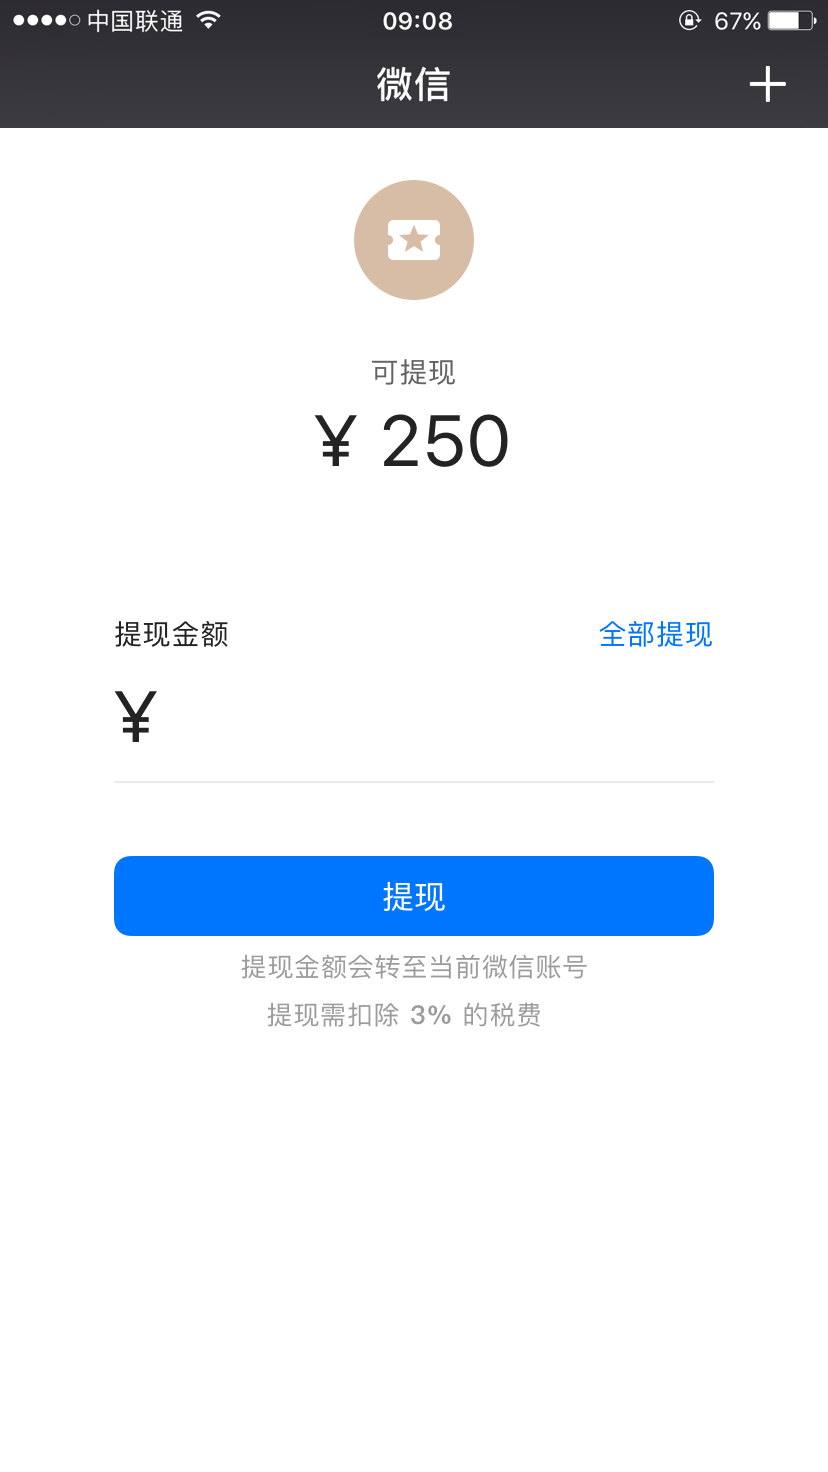 中国联通 09:08 67%
微信
可提现
¥ 250
提现金额 全部提现
¥
提现
提现金额会转至当前微信账号
提现需扣除 3% 的税费